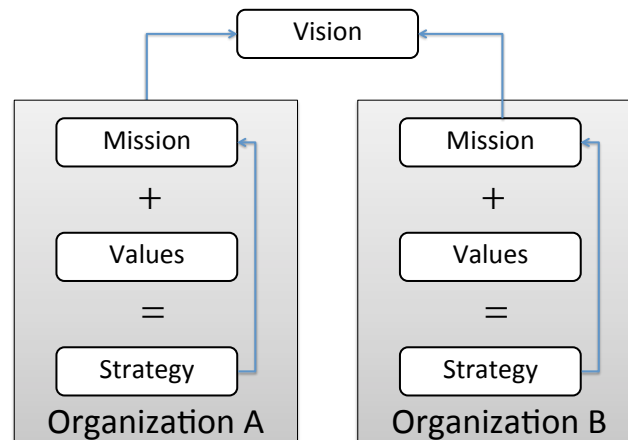 Vision
Mission
+
Values
=
Strategy
Organization A
Mission
+
Values
=
Strategy
Organization B